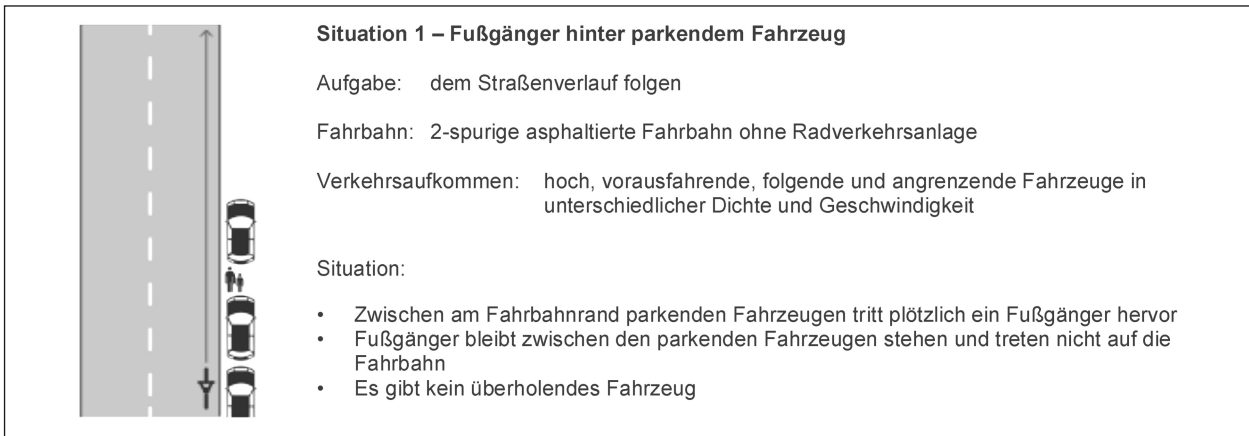 Situation 1 – Fußgänger hinter parkendem Fahrzeug
Aufgabe: dem Straßenverlauf folgen
Fahrbahn: 2-spurige asphaltierte Fahrbahn ohne Radverkehrsanlage
Verkehrsaufkommen: hoch, vorausfahrende, folgende und angrenzende Fahrzeuge in
unterschiedlicher Dichte und Geschwindigkeit
Situation:
• Zwischen am Fahrbahnrand parkenden Fahrzeugen tritt plötzlich ein Fußgänger hervor
• Fußgänger bleibt zwischen den parkenden Fahrzeugen stehen und treten nicht auf die
Fahrbahn
• Es gibt kein überholendes Fahrzeug